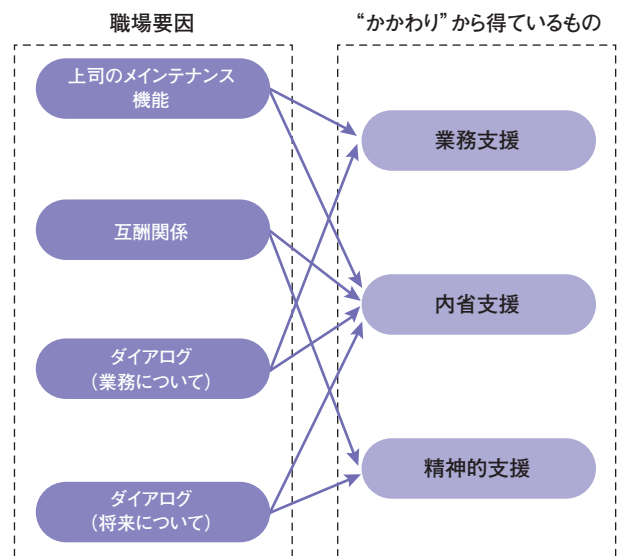 職場要因
“かかわり”から得ているもの
上司のメインテナンス
機能
互酬関係
ダイアログ
(業務について)
ダイアログ
(将来について)
業務支援
内省支援
精神的支援